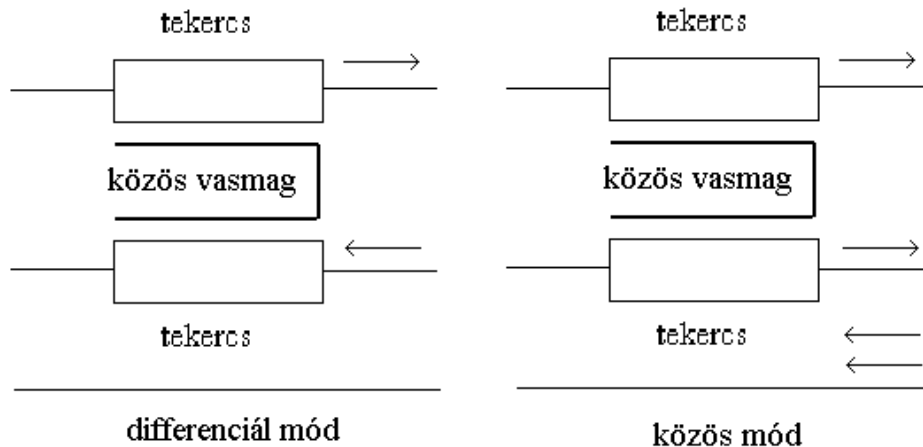 tekercs
tekercs
közös vasmag
közös vasmag
tekercs
tekercs
differenciál mód
közös mód